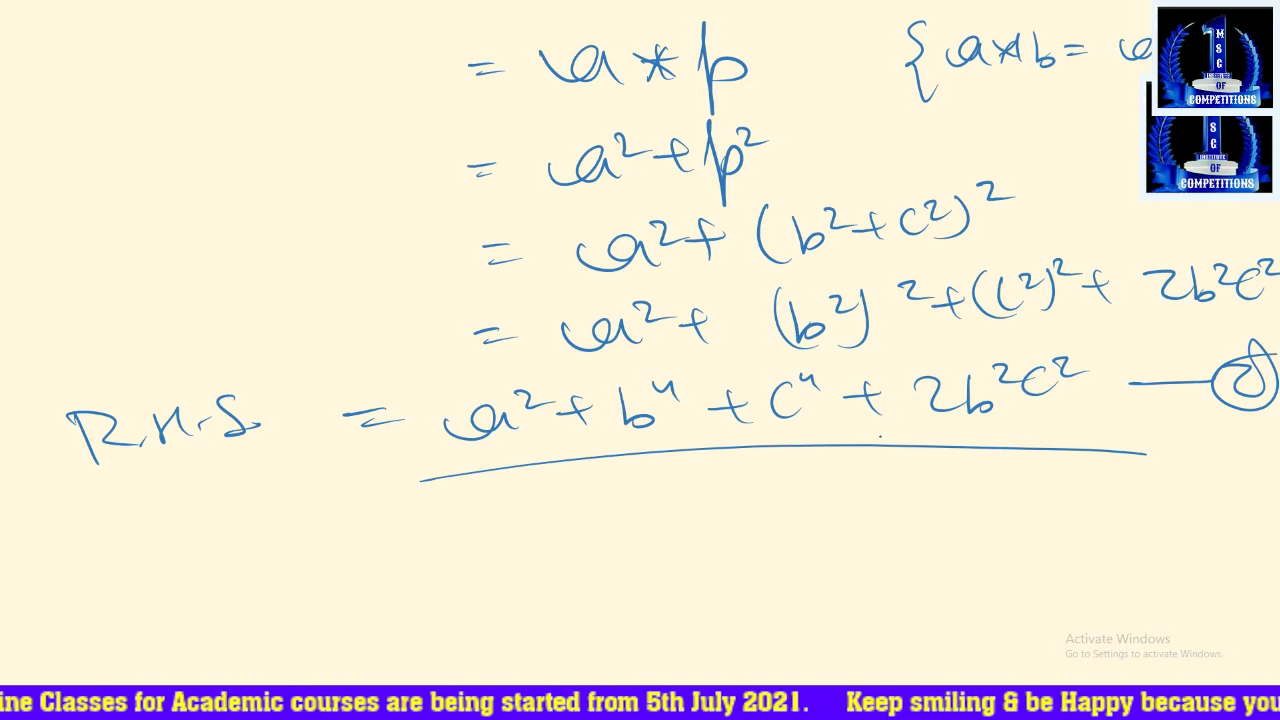 = a * p { a * b = a
= a² + p²
= a² + (b² + c²)²
= a² + (b²)² + (c²)² + 2b²c²
R.H.S. = a² + b⁴ + c⁴ + 2b²c² — ②
1
MSC
INSTITUTE
OF
COMPETITIONS
S
C
INSTITUTE
OF
COMPETITIONS
Activate Windows
Go to Settings to activate Windows.
ine Classes for Academic courses are being started from 5th July 2021. Keep smiling & be Happy because you